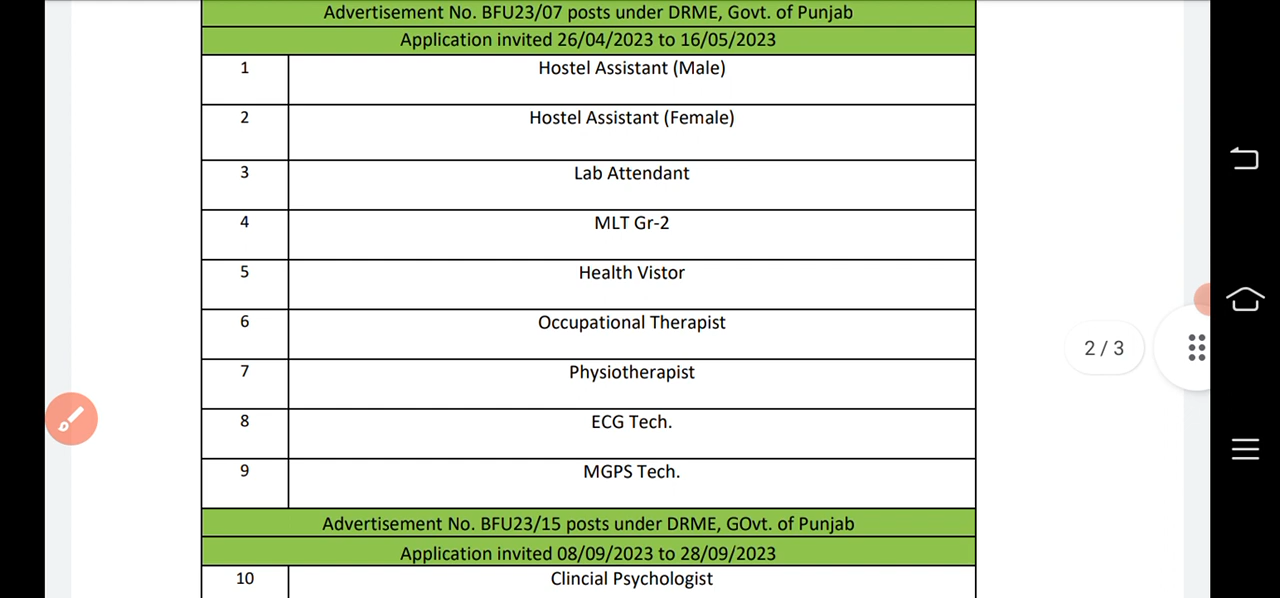 Advertisement No. BFU23/07 posts under DRME, Govt. of Punjab
Application invited 26/04/2023 to 16/05/2023
1 Hostel Assistant (Male)
2 Hostel Assistant (Female)
3 Lab Attendant
4 MLT Gr-2
5 Health Vistor
6 Occupational Therapist
7 Physiotherapist
8 ECG Tech.
9 MGPS Tech.
Advertisement No. BFU23/15 posts under DRME, GOvt. of Punjab
Application invited 08/09/2023 to 28/09/2023
10 Clincial Psychologist
2 / 3